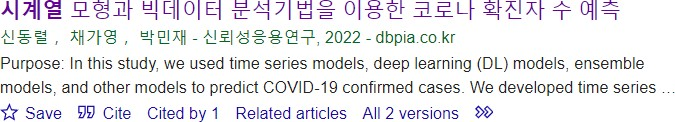 시계열 모형과 빅데이터 분석기법을 이용한 코로나 확진자 수 예측
신동렬, 채가영, 박민재 - 신뢰성응용연구, 2022 - dbpia.co.kr
Purpose: In this study, we used time series models, deep learning (DL) models, ensemble
models, and other models to predict COVID-19 confirmed cases. We developed time series …
Save Cite Cited by 1 Related articles All 2 versions